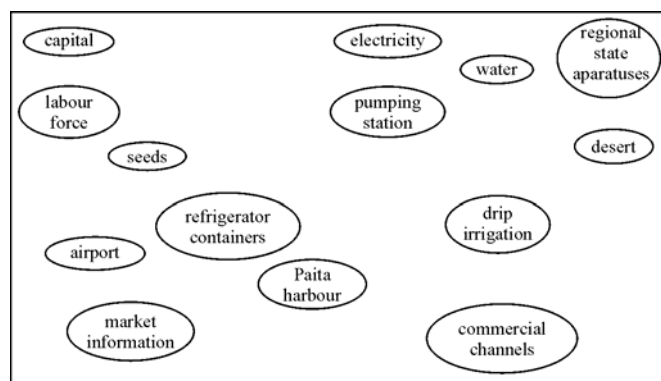 capital
electricity
regional
state
aparatuses
water
labour
force
pumping
station
seeds
desert
refrigerator
containers
drip
irrigation
airport
Paita
harbour
market
information
commercial
channels